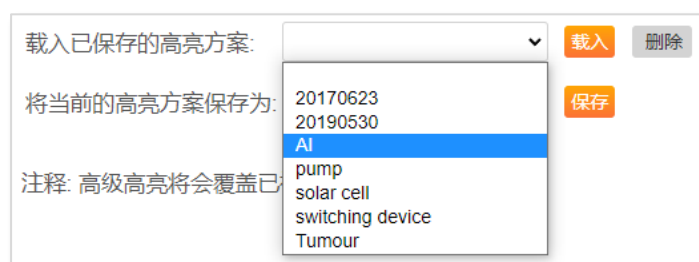 载入已保存的高亮方案: 载入 删除
20170623
将当前的高亮方案保存为: 保存
20190530
AI
pump
注释: 高级高亮将会覆盖已
solar cell
switching device
Tumour